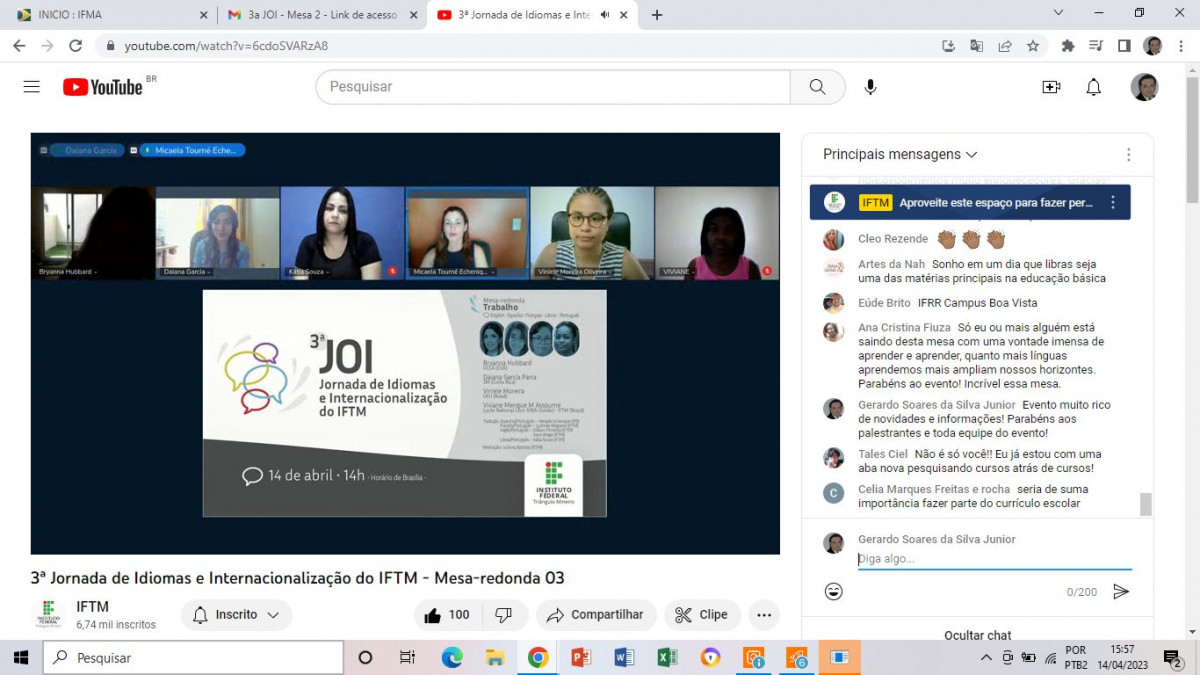 INICIO : IFMA
3a JOI - Mesa 2 - Link de acesso
3ª Jornada de Idiomas e Inte
youtube.com/watch?v=6cdoSVARzA8
YouTube BR
Pesquisar
Daiana Garcia
Micaela Tourné Eche...
Bryanna Hubbard
Daiana Garcia
Katia Souza
Micaela Tourné Echeniq...
Viniele Moreira Oliveira
VIVIANE
3ª JOI
Jornada de Idiomas
e Internacionalização
do IFTM
Mesa-redonda
Trabalho
Bryanna Hubbard
Daiana García Parra
Viniele Moreira
14 de abril · 14h - Horário de Brasília -
INSTITUTO
FEDERAL
Triângulo Mineiro
3ª Jornada de Idiomas e Internacionalização do IFTM - Mesa-redonda 03
IFTM
6,74 mil inscritos
Inscrito
100
Compartilhar
Clipe
Principais mensagens
IFTM Aproveite este espaço para fazer per...
Cleo Rezende
Artes da Nah Sonho em um dia que libras seja
uma das matérias principais na educação básica
Eúde Brito IFRR Campus Boa Vista
Ana Cristina Fiuza Só eu ou mais alguém está
saindo desta mesa com uma vontade imensa de
aprender e aprender, quanto mais línguas
aprendemos mais ampliam nossos horizontes.
Parabéns ao evento! Incrível essa mesa.
Gerardo Soares da Silva Junior Evento muito rico
de novidades e informações! Parabéns aos
palestrantes e toda equipe do evento!
Tales Ciel Não é só você!! Eu já estou com uma
aba nova pesquisando cursos atrás de cursos!
C
Celia Marques Freitas e rocha seria de suma
importância fazer parte do currículo escolar
Gerardo Soares da Silva Junior
Diga algo...
0/200
Ocultar chat
Pesquisar
POR
PTB2
15:57
14/04/2023
2